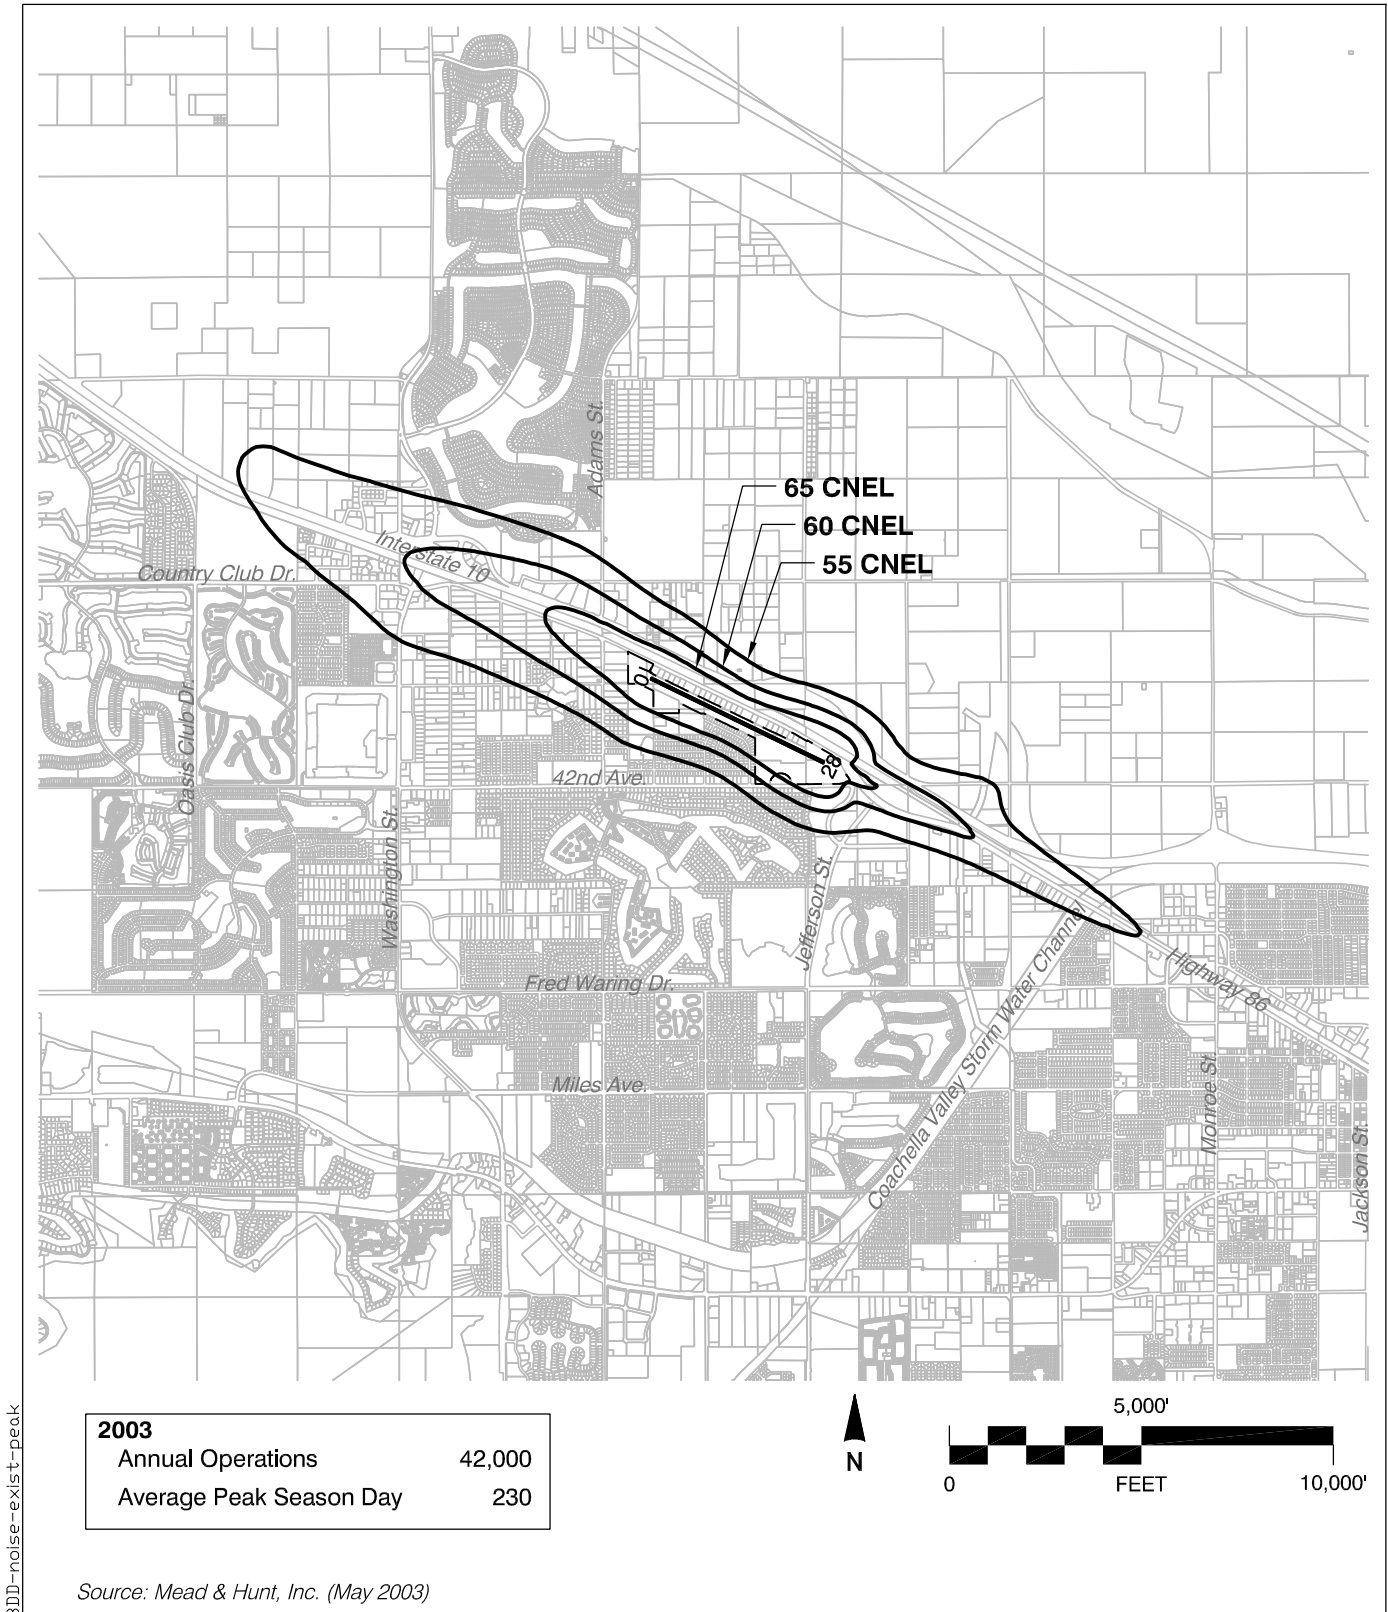 Adams St.
65 CNEL
60 CNEL
55 CNEL
Interstate 10
Country Club Dr.
Oasis Club Dr.
28
42nd Ave.
Washington St.
Jefferson St.
Coachella Valley Storm Water Channel
Highway 86
Fred Waring Dr.
Miles Ave.
Monroe St.
Jackson St.
2003
Annual Operations 42,000
Average Peak Season Day 230
N
5,000'
0 FEET 10,000'
Source: Mead & Hunt, Inc. (May 2003)
-noise-exist-peak